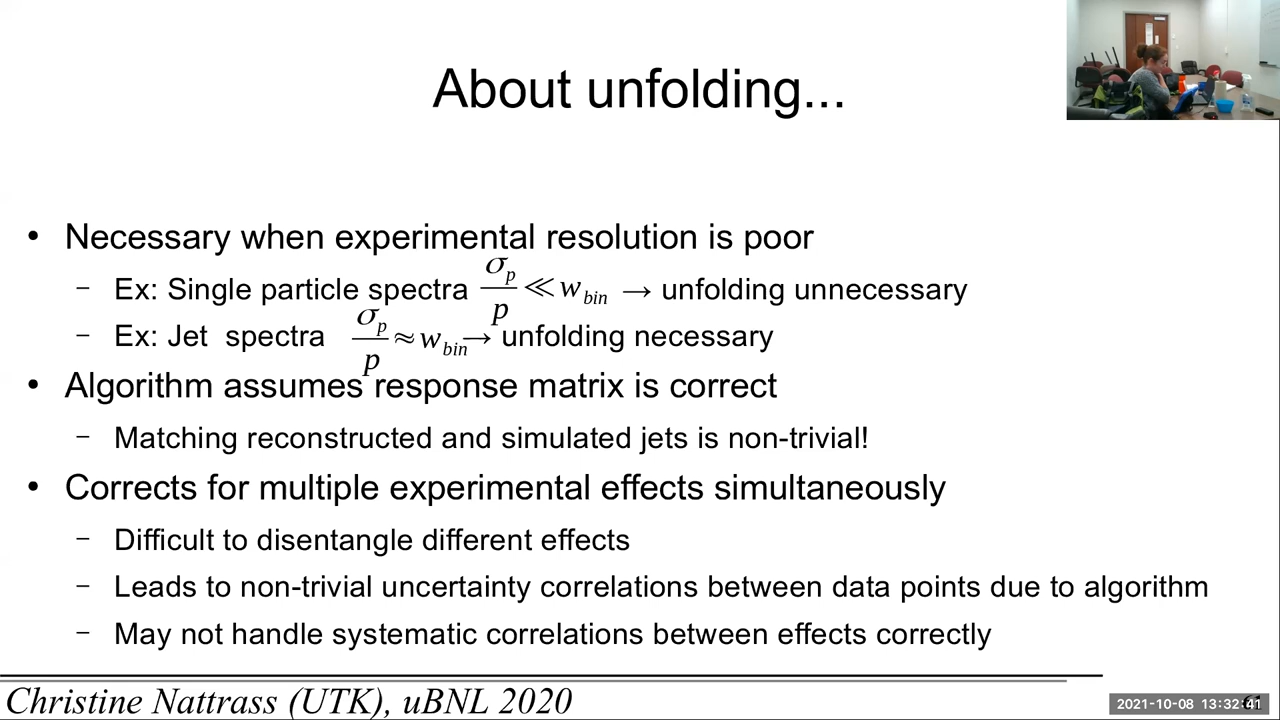 About unfolding...
• Necessary when experimental resolution is poor
– Ex: Single particle spectra σ_p/p ≪ w_bin → unfolding unnecessary
– Ex: Jet spectra σ_p/p ≈ w_bin → unfolding necessary
• Algorithm assumes response matrix is correct
– Matching reconstructed and simulated jets is non-trivial!
• Corrects for multiple experimental effects simultaneously
– Difficult to disentangle different effects
– Leads to non-trivial uncertainty correlations between data points due to algorithm
– May not handle systematic correlations between effects correctly
Christine Nattrass (UTK), uBNL 2020
2021-10-08 13:32:41